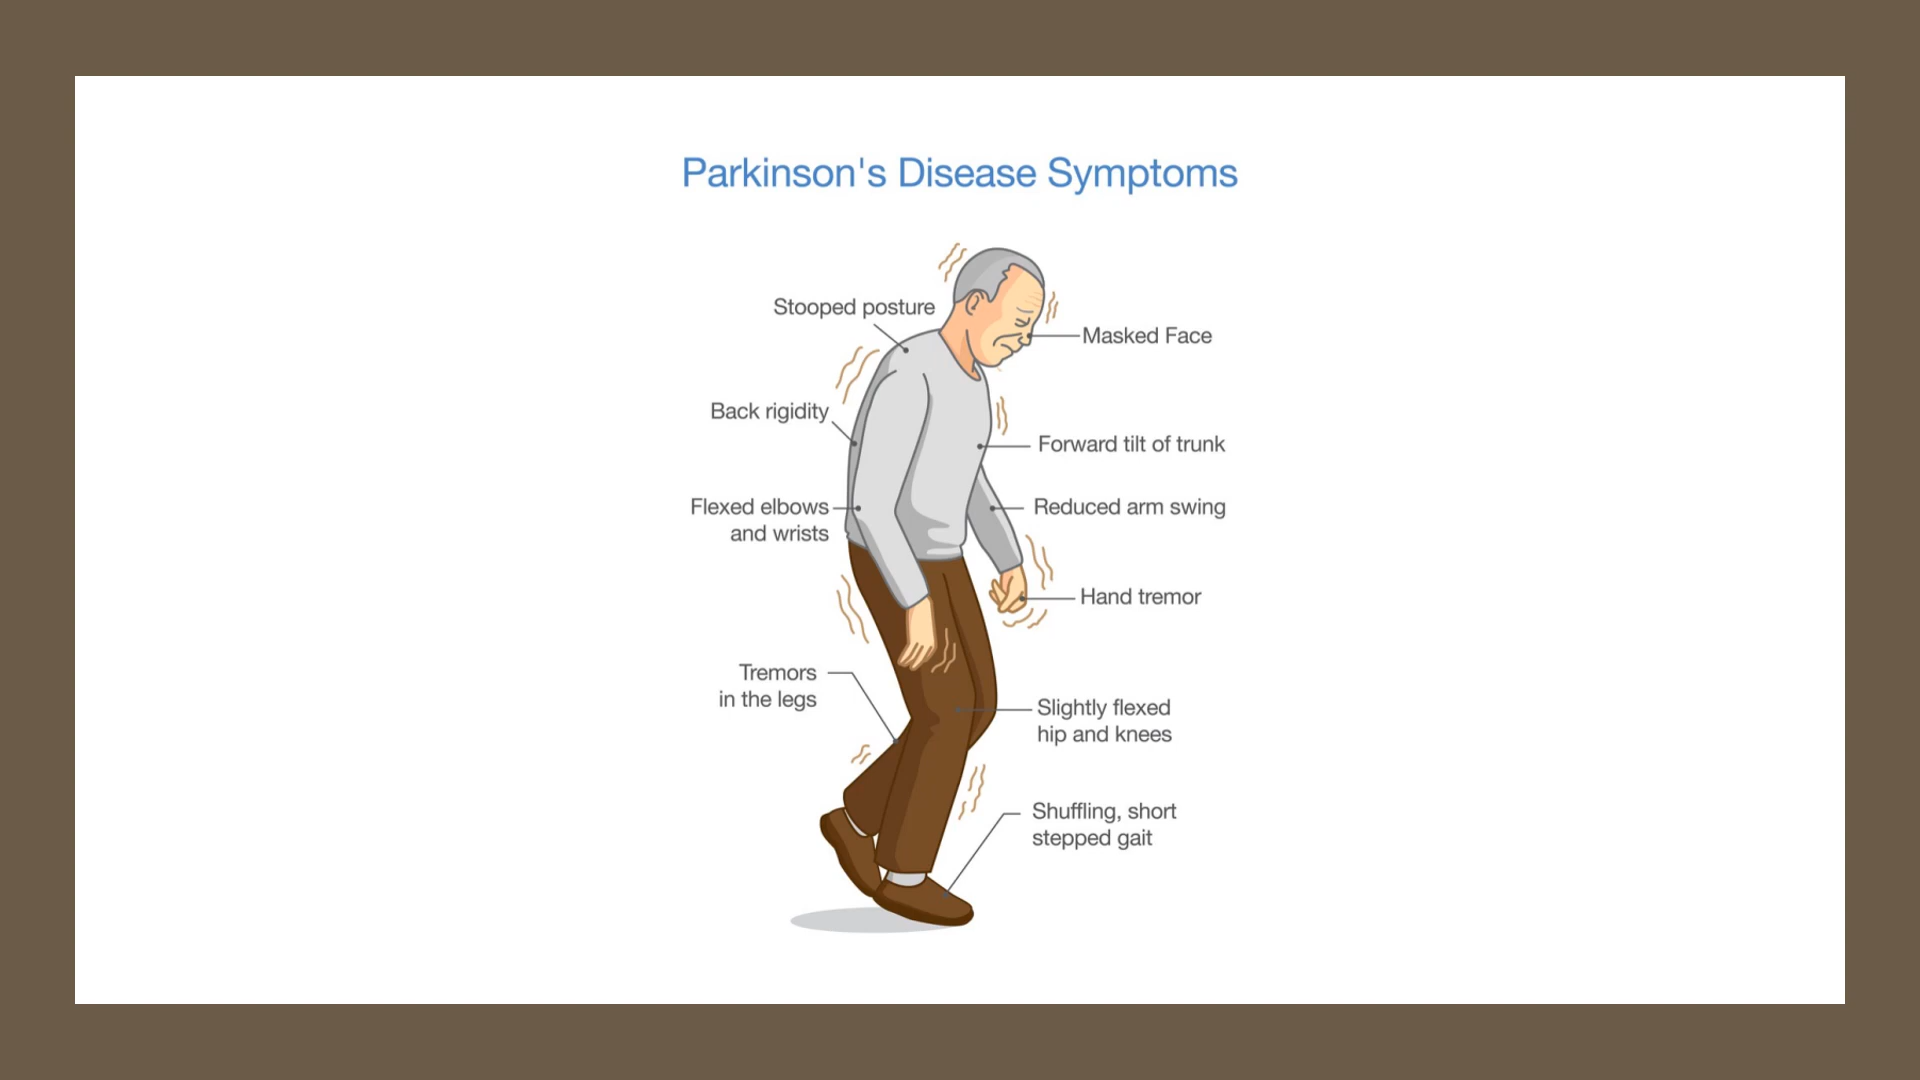 Parkinson's Disease Symptoms
Stooped posture
Masked Face
Back rigidity
Forward tilt of trunk
Flexed elbows
and wrists
Reduced arm swing
Hand tremor
Tremors
in the legs
Slightly flexed
hip and knees
Shuffling, short
stepped gait